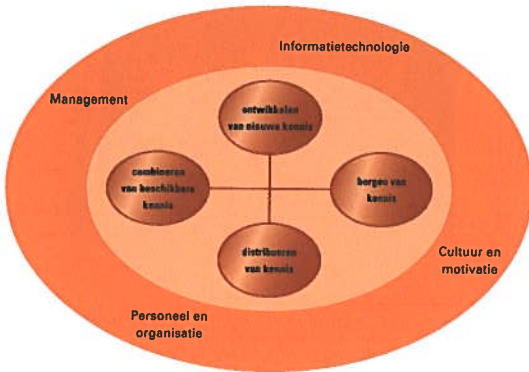 Informatietechnologie
Management
ontwikkelen
van nieuwe kennis
combineren
van beschikbare
kennis
borgen van
kennis
distribueren
van kennis
Cultuur en
motivatie
Personeel en
organisatie